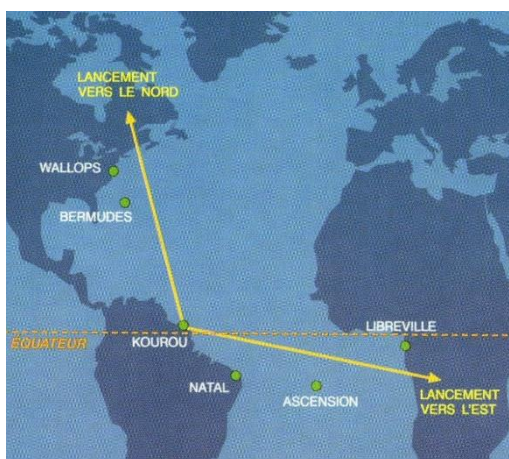 LANCEMENT
VERS LE NORD
WALLOPS
BERMUDES
LIBREVILLE
ÉQUATEUR
KOUROU
NATAL
ASCENSION
LANCEMENT
VERS L'EST